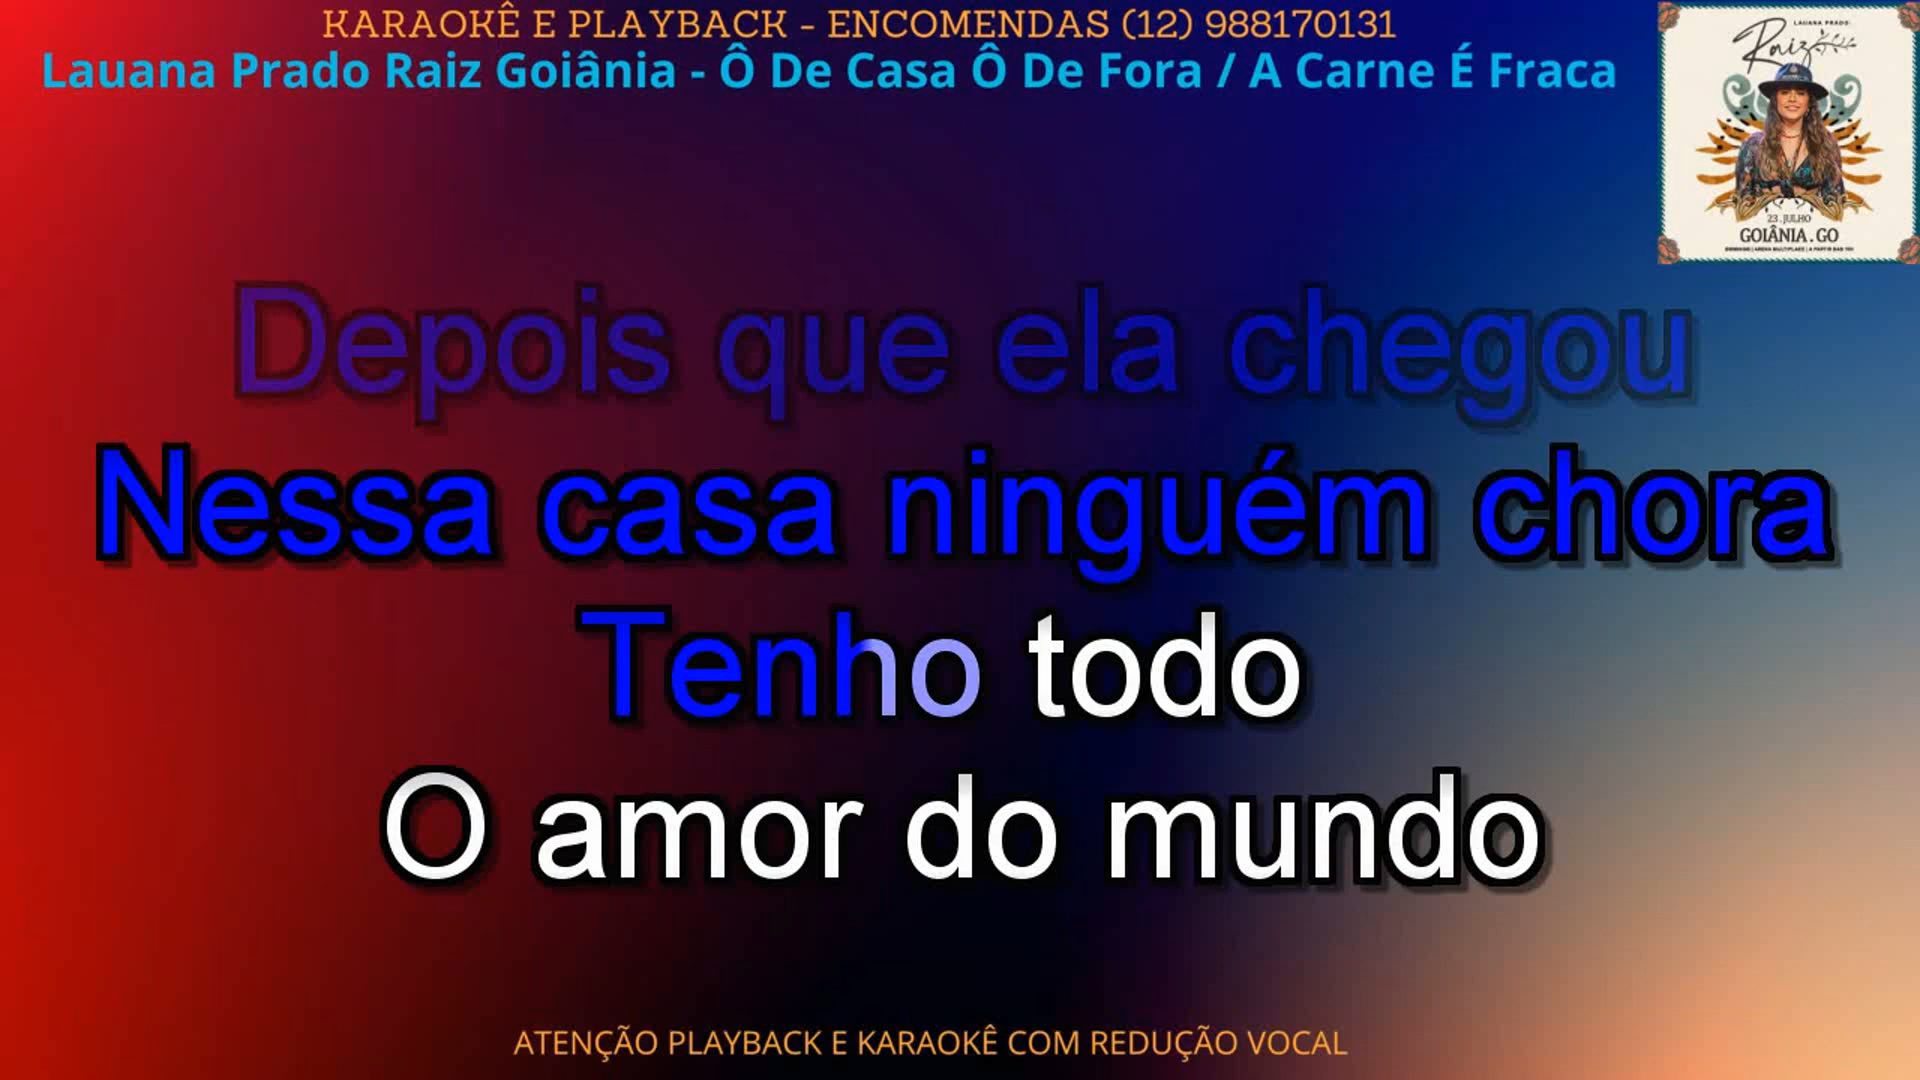 KARAOKÊ E PLAYBACK - ENCOMENDAS (12) 988170131
Lauana Prado Raiz Goiânia - Ô De Casa Ô De Fora / A Carne É Fraca
LAUANA PRADO
Raiz
23.JULHO
GOIÂNIA.GO
Depois que ela chegou
Nessa casa ninguém chora
Tenho todo
O amor do mundo
ATENÇÃO PLAYBACK E KARAOKÊ COM REDUÇÃO VOCAL